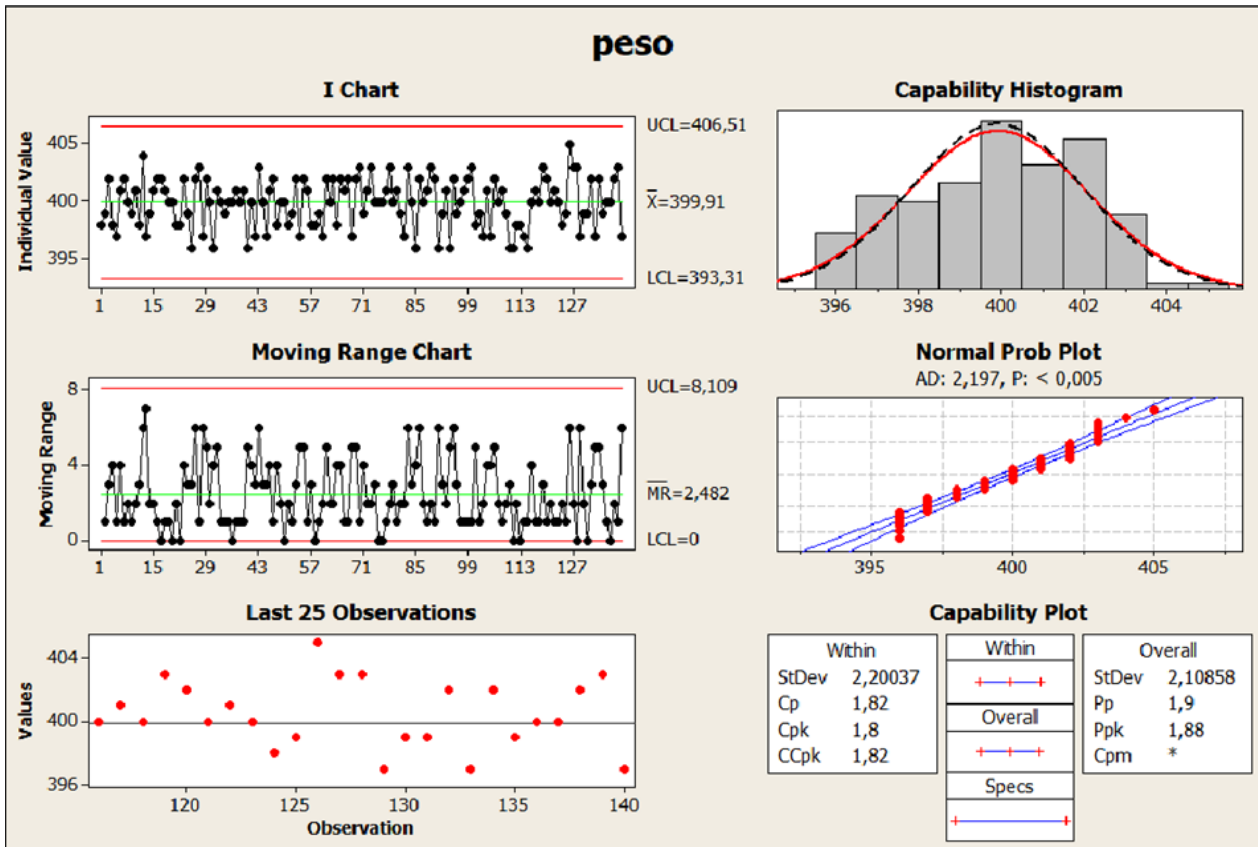 peso
I Chart
Individual Value
405
400
395
UCL=406,51
X=399,91
LCL=393,31
1 15 29 43 57 71 85 99 113 127
Capability Histogram
396 398 400 402 404
Moving Range Chart
Moving Range
8
4
0
UCL=8,109
MR=2,482
LCL=0
1 15 29 43 57 71 85 99 113 127
Normal Prob Plot
AD: 2,197, P: < 0,005
395 400 405
Last 25 Observations
Values
404
400
396
120 125 130 135 140
Observation
Capability Plot
Within
StDev 2,20037
Cp 1,82
Cpk 1,8
CCpk 1,82
Within
Overall
Specs
Overall
StDev 2,10858
Pp 1,9
Ppk 1,88
Cpm *